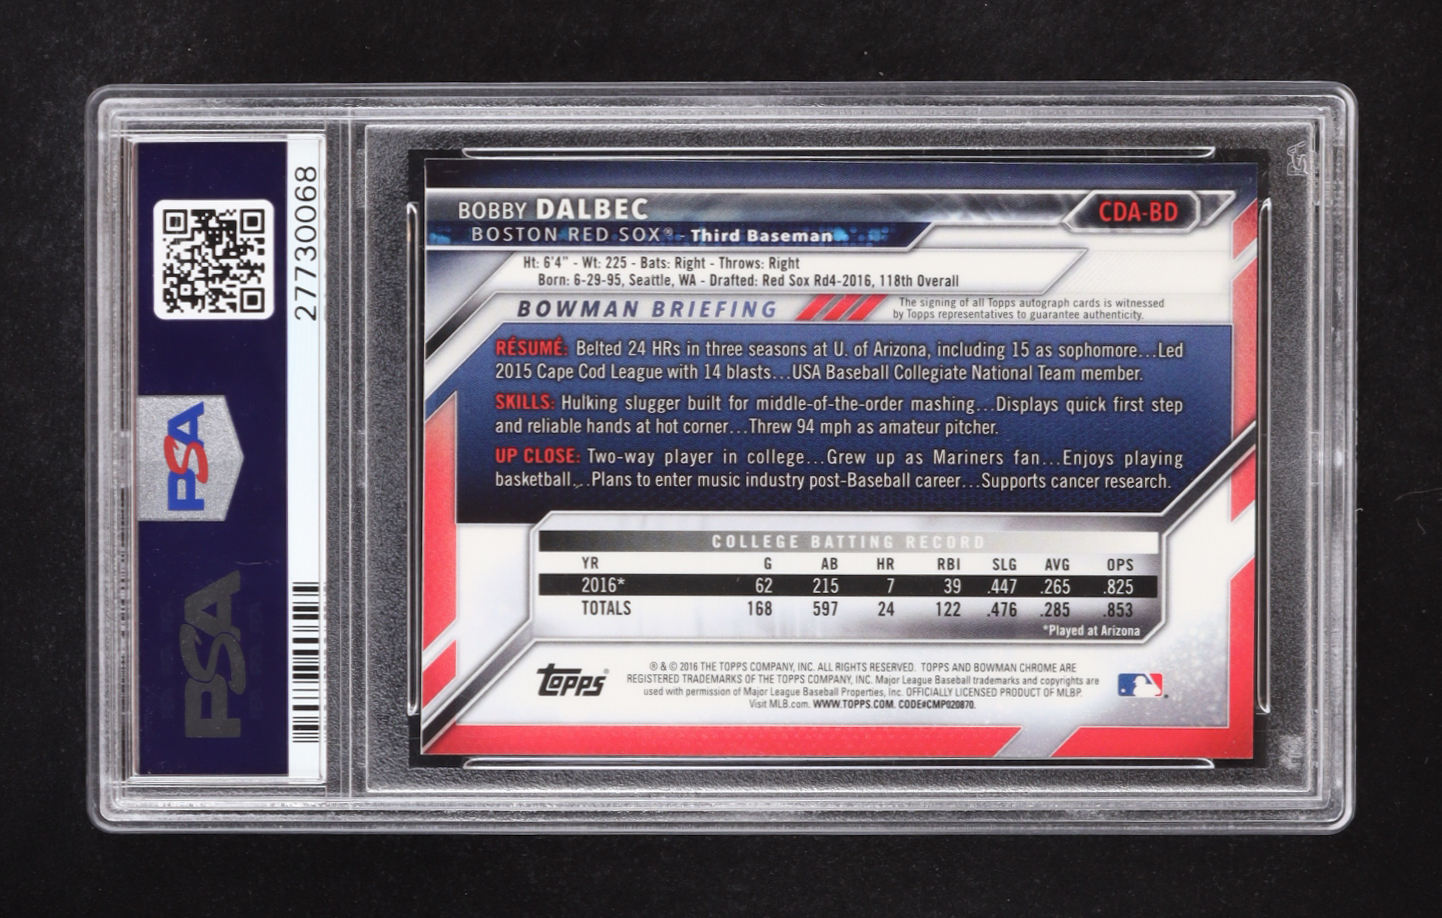 27730068
PSA
PSA
BOBBY DALBEC
CDA-BD
BOSTON RED SOX® - Third Baseman
Ht: 6'4" - Wt: 225 - Bats: Right - Throws: Right
Born: 6-29-95, Seattle, WA - Drafted: Red Sox Rd4-2016, 118th Overall
BOWMAN BRIEFING
The signing of all Topps autograph cards is witnessed
by Topps representatives to guarantee authenticity.
RÉSUMÉ: Belted 24 HRs in three seasons at U. of Arizona, including 15 as sophomore...Led
2015 Cape Cod League with 14 blasts...USA Baseball Collegiate National Team member.
SKILLS: Hulking slugger built for middle-of-the-order mashing...Displays quick first step
and reliable hands at hot corner...Threw 94 mph as amateur pitcher.
UP CLOSE: Two-way player in college...Grew up as Mariners fan...Enjoys playing
basketball...Plans to enter music industry post-Baseball career...Supports cancer research.
COLLEGE BATTING RECORD
YR G AB HR RBI SLG AVG OPS
2016* 62 215 7 39 .447 .265 .825
TOTALS 168 597 24 122 .476 .285 .853
*Played at Arizona
Topps®
® & © 2016 THE TOPPS COMPANY, INC. ALL RIGHTS RESERVED. TOPPS AND BOWMAN CHROME ARE
REGISTERED TRADEMARKS OF THE TOPPS COMPANY, INC. Major League Baseball trademarks and copyrights are
used with permission of Major League Baseball Properties, Inc. OFFICIALLY LICENSED PRODUCT OF MLBP.
Visit MLB.com. WWW.TOPPS.COM. CODE#CMP020870.
PSA